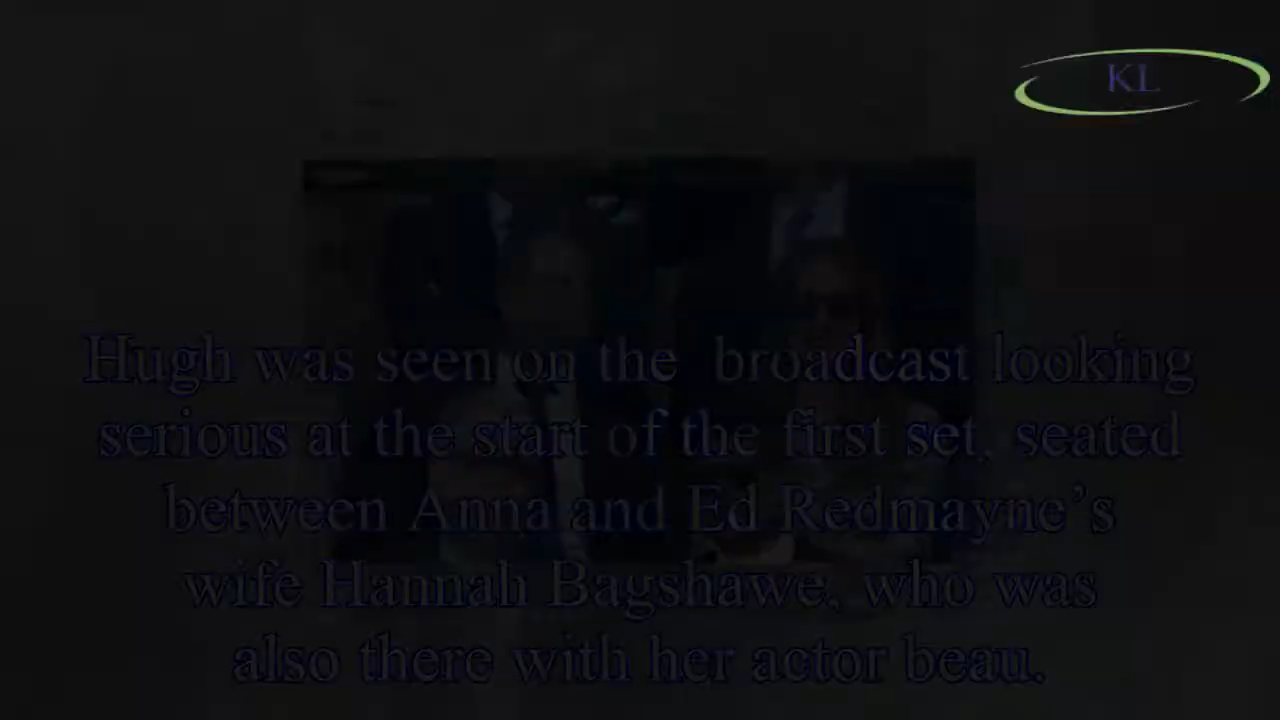 KL
Hugh was seen on the broadcast looking
serious at the start of the first set, seated
between Anna and Ed Redmayne’s
wife Hannah Bagshawe, who was
also there with her actor beau.